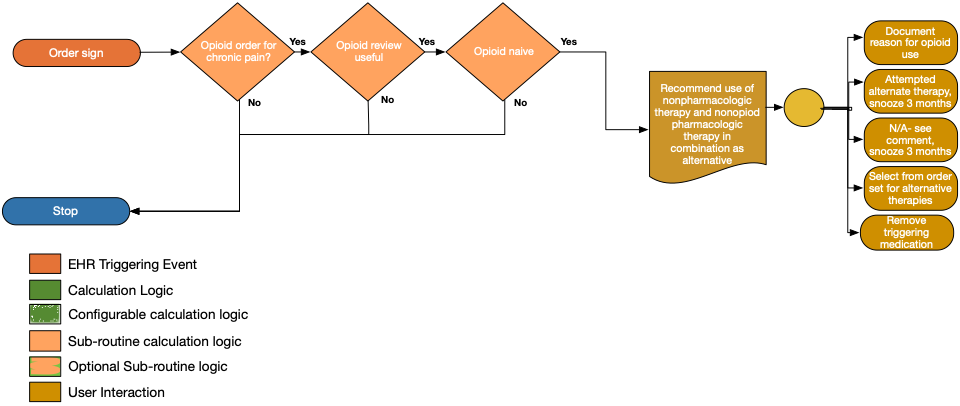 Order sign
Opioid order for
chronic pain?
Yes
No
Opioid review
useful
Yes
No
Opioid naive
Yes
No
Recommend use of
nonpharmacologic
therapy and nonopiod
pharmacologic
therapy in
combination as
alternative
Document
reason for opioid
use
Attempted
alternate therapy,
snooze 3 months
N/A- see
comment,
snooze 3 months
Select from order
set for alternative
therapies
Remove
triggering
medication
Stop
EHR Triggering Event
Calculation Logic
Configurable calculation logic
Sub-routine calculation logic
Optional Sub-routine logic
User Interaction